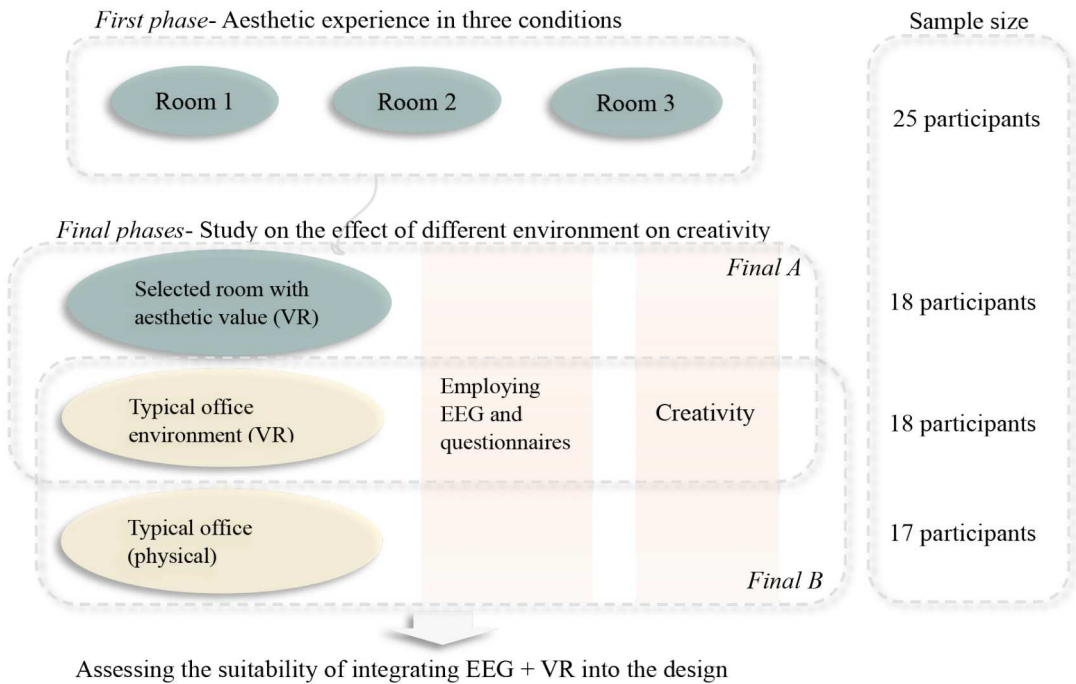 First phase- Aesthetic experience in three conditions
Sample size
Room 1
Room 2
Room 3
25 participants
Final phases- Study on the effect of different environment on creativity
Final A
Selected room with
aesthetic value (VR)
18 participants
Typical office
environment (VR)
Employing
EEG and
questionnaires
Creativity
18 participants
Typical office
(physical)
17 participants
Final B
Assessing the suitability of integrating EEG + VR into the design